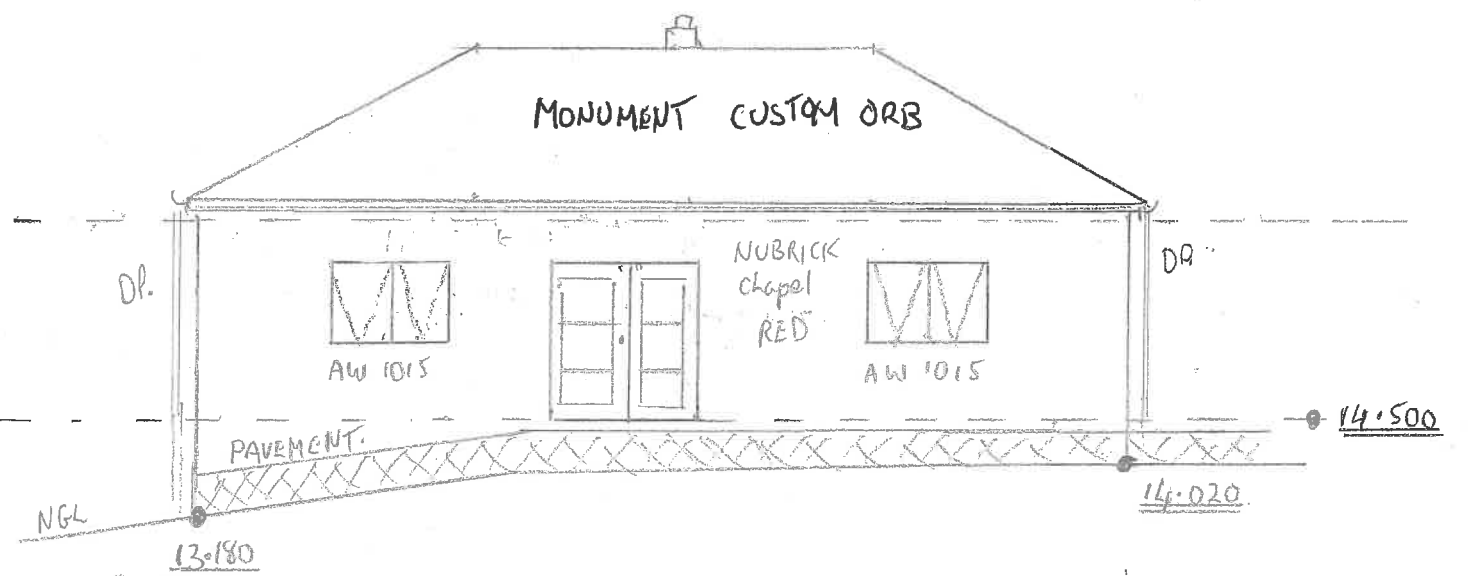 MONUMENT CUSTOM ORB
DP.
NUBRICK
Chapel
RED
DP.
AW 1015
AW 1015
14.500
PAVEMENT.
14.020.
NGL
13.180